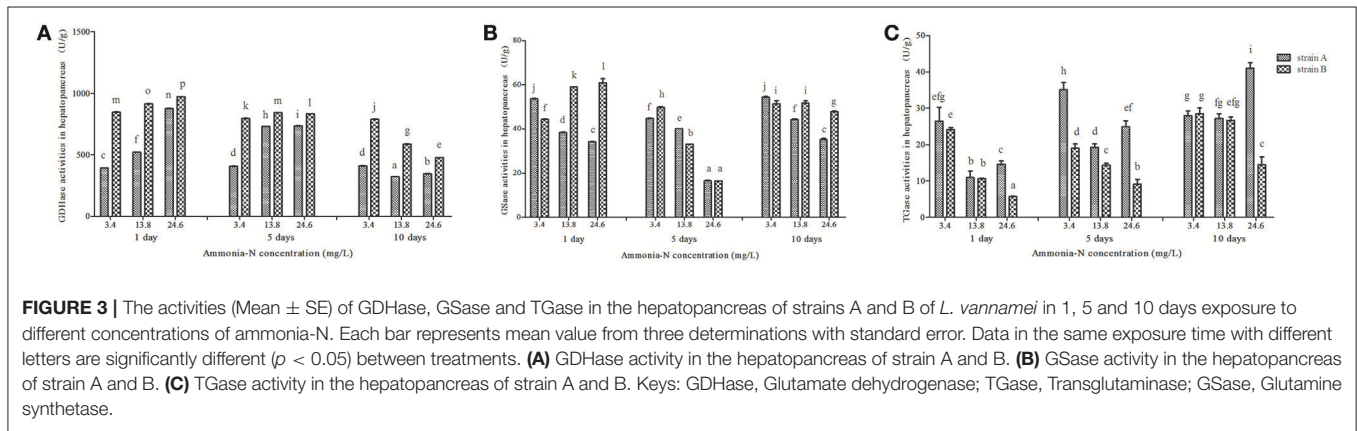 A
GDHase activities in hepatopancreas (U/g)
1500
1000
500
0
c m f o n p
d k h m i l
d j a g b e
3.4 13.8 24.6 3.4 13.8 24.6 3.4 13.8 24.6
1 day 5 days 10 days
Ammonia-N concentration (mg/L)
B
GSase activities in hepatopancreas (U/g)
80
60
40
20
0
j f d k c l
f h e b a a
j i f i c g
3.4 13.8 24.6 3.4 13.8 24.6 3.4 13.8 24.6
1 day 5 days 10 days
Ammonia-N concentration (mg/L)
C
TGase activities in hepatopancreas (U/g)
50
40
30
20
10
0
efg e b b c a
h d d c ef b
g g fg efg i c
strain A
strain B
3.4 13.8 24.6 3.4 13.8 24.6 3.4 13.8 24.6
1 day 5 days 10 days
Ammonia-N concentration (mg/L)
FIGURE 3 | The activities (Mean ± SE) of GDHase, GSase and TGase in the hepatopancreas of strains A and B of L. vannamei in 1, 5 and 10 days exposure to
different concentrations of ammonia-N. Each bar represents mean value from three determinations with standard error. Data in the same exposure time with different
letters are significantly different (p < 0.05) between treatments. (A) GDHase activity in the hepatopancreas of strain A and B. (B) GSase activity in the hepatopancreas
of strain A and B. (C) TGase activity in the hepatopancreas of strain A and B. Keys: GDHase, Glutamate dehydrogenase; TGase, Transglutaminase; GSase, Glutamine
synthetase.